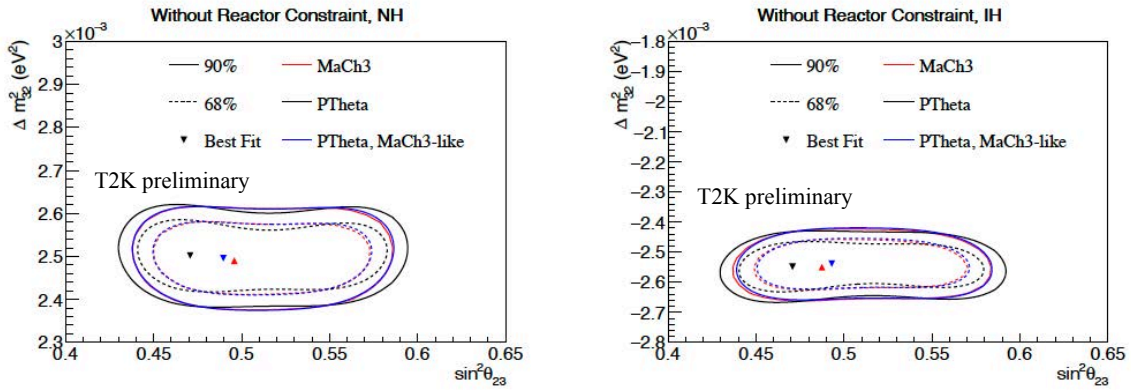 Without Reactor Constraint, NH
×10⁻³
Δ m²₃₂ (eV²)
3
2.9
2.8
2.7
2.6
2.5
2.4
2.3
90% MaCh3
68% PTheta
Best Fit PTheta, MaCh3-like
T2K preliminary
0.4 0.45 0.5 0.55 0.6 0.65
sin²θ₂₃
Without Reactor Constraint, IH
×10⁻³
Δ m²₃₂ (eV²)
−1.8
−1.9
−2
−2.1
−2.2
−2.3
−2.4
−2.5
−2.6
−2.7
−2.8
90% MaCh3
68% PTheta
Best Fit PTheta, MaCh3-like
T2K preliminary
0.4 0.45 0.5 0.55 0.6 0.65
sin²θ₂₃